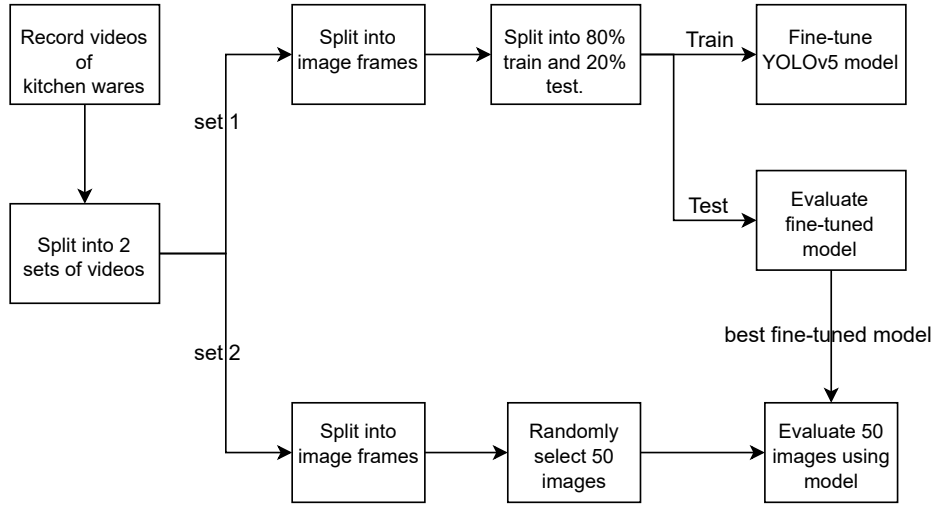 Record videos
of
kitchen wares
Split into 2
sets of videos
set 1
Split into
image frames
Split into 80%
train and 20%
test.
Train
Fine-tune
YOLOv5 model
Test
Evaluate
fine-tuned
model
best fine-tuned model
set 2
Split into
image frames
Randomly
select 50
images
Evaluate 50
images using
model